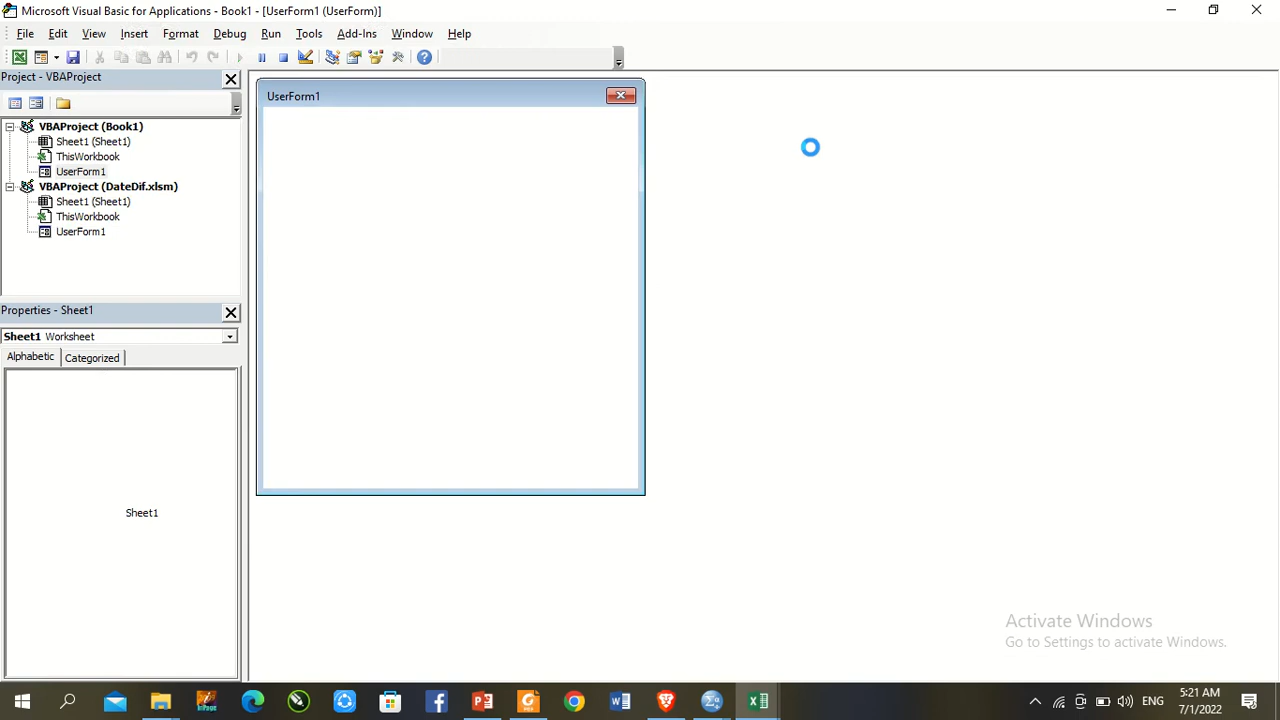 Microsoft Visual Basic for Applications - Book1 - [UserForm1 (UserForm)]
File Edit View Insert Format Debug Run Tools Add-Ins Window Help
Project - VBAProject
VBAProject (Book1)
Sheet1 (Sheet1)
ThisWorkbook
UserForm1
VBAProject (DateDif.xlsm)
Sheet1 (Sheet1)
ThisWorkbook
UserForm1
Properties - Sheet1
Sheet1 Worksheet
Alphabetic Categorized
Sheet1
UserForm1
Activate Windows
Go to Settings to activate Windows.
ENG
5:21 AM
7/1/2022